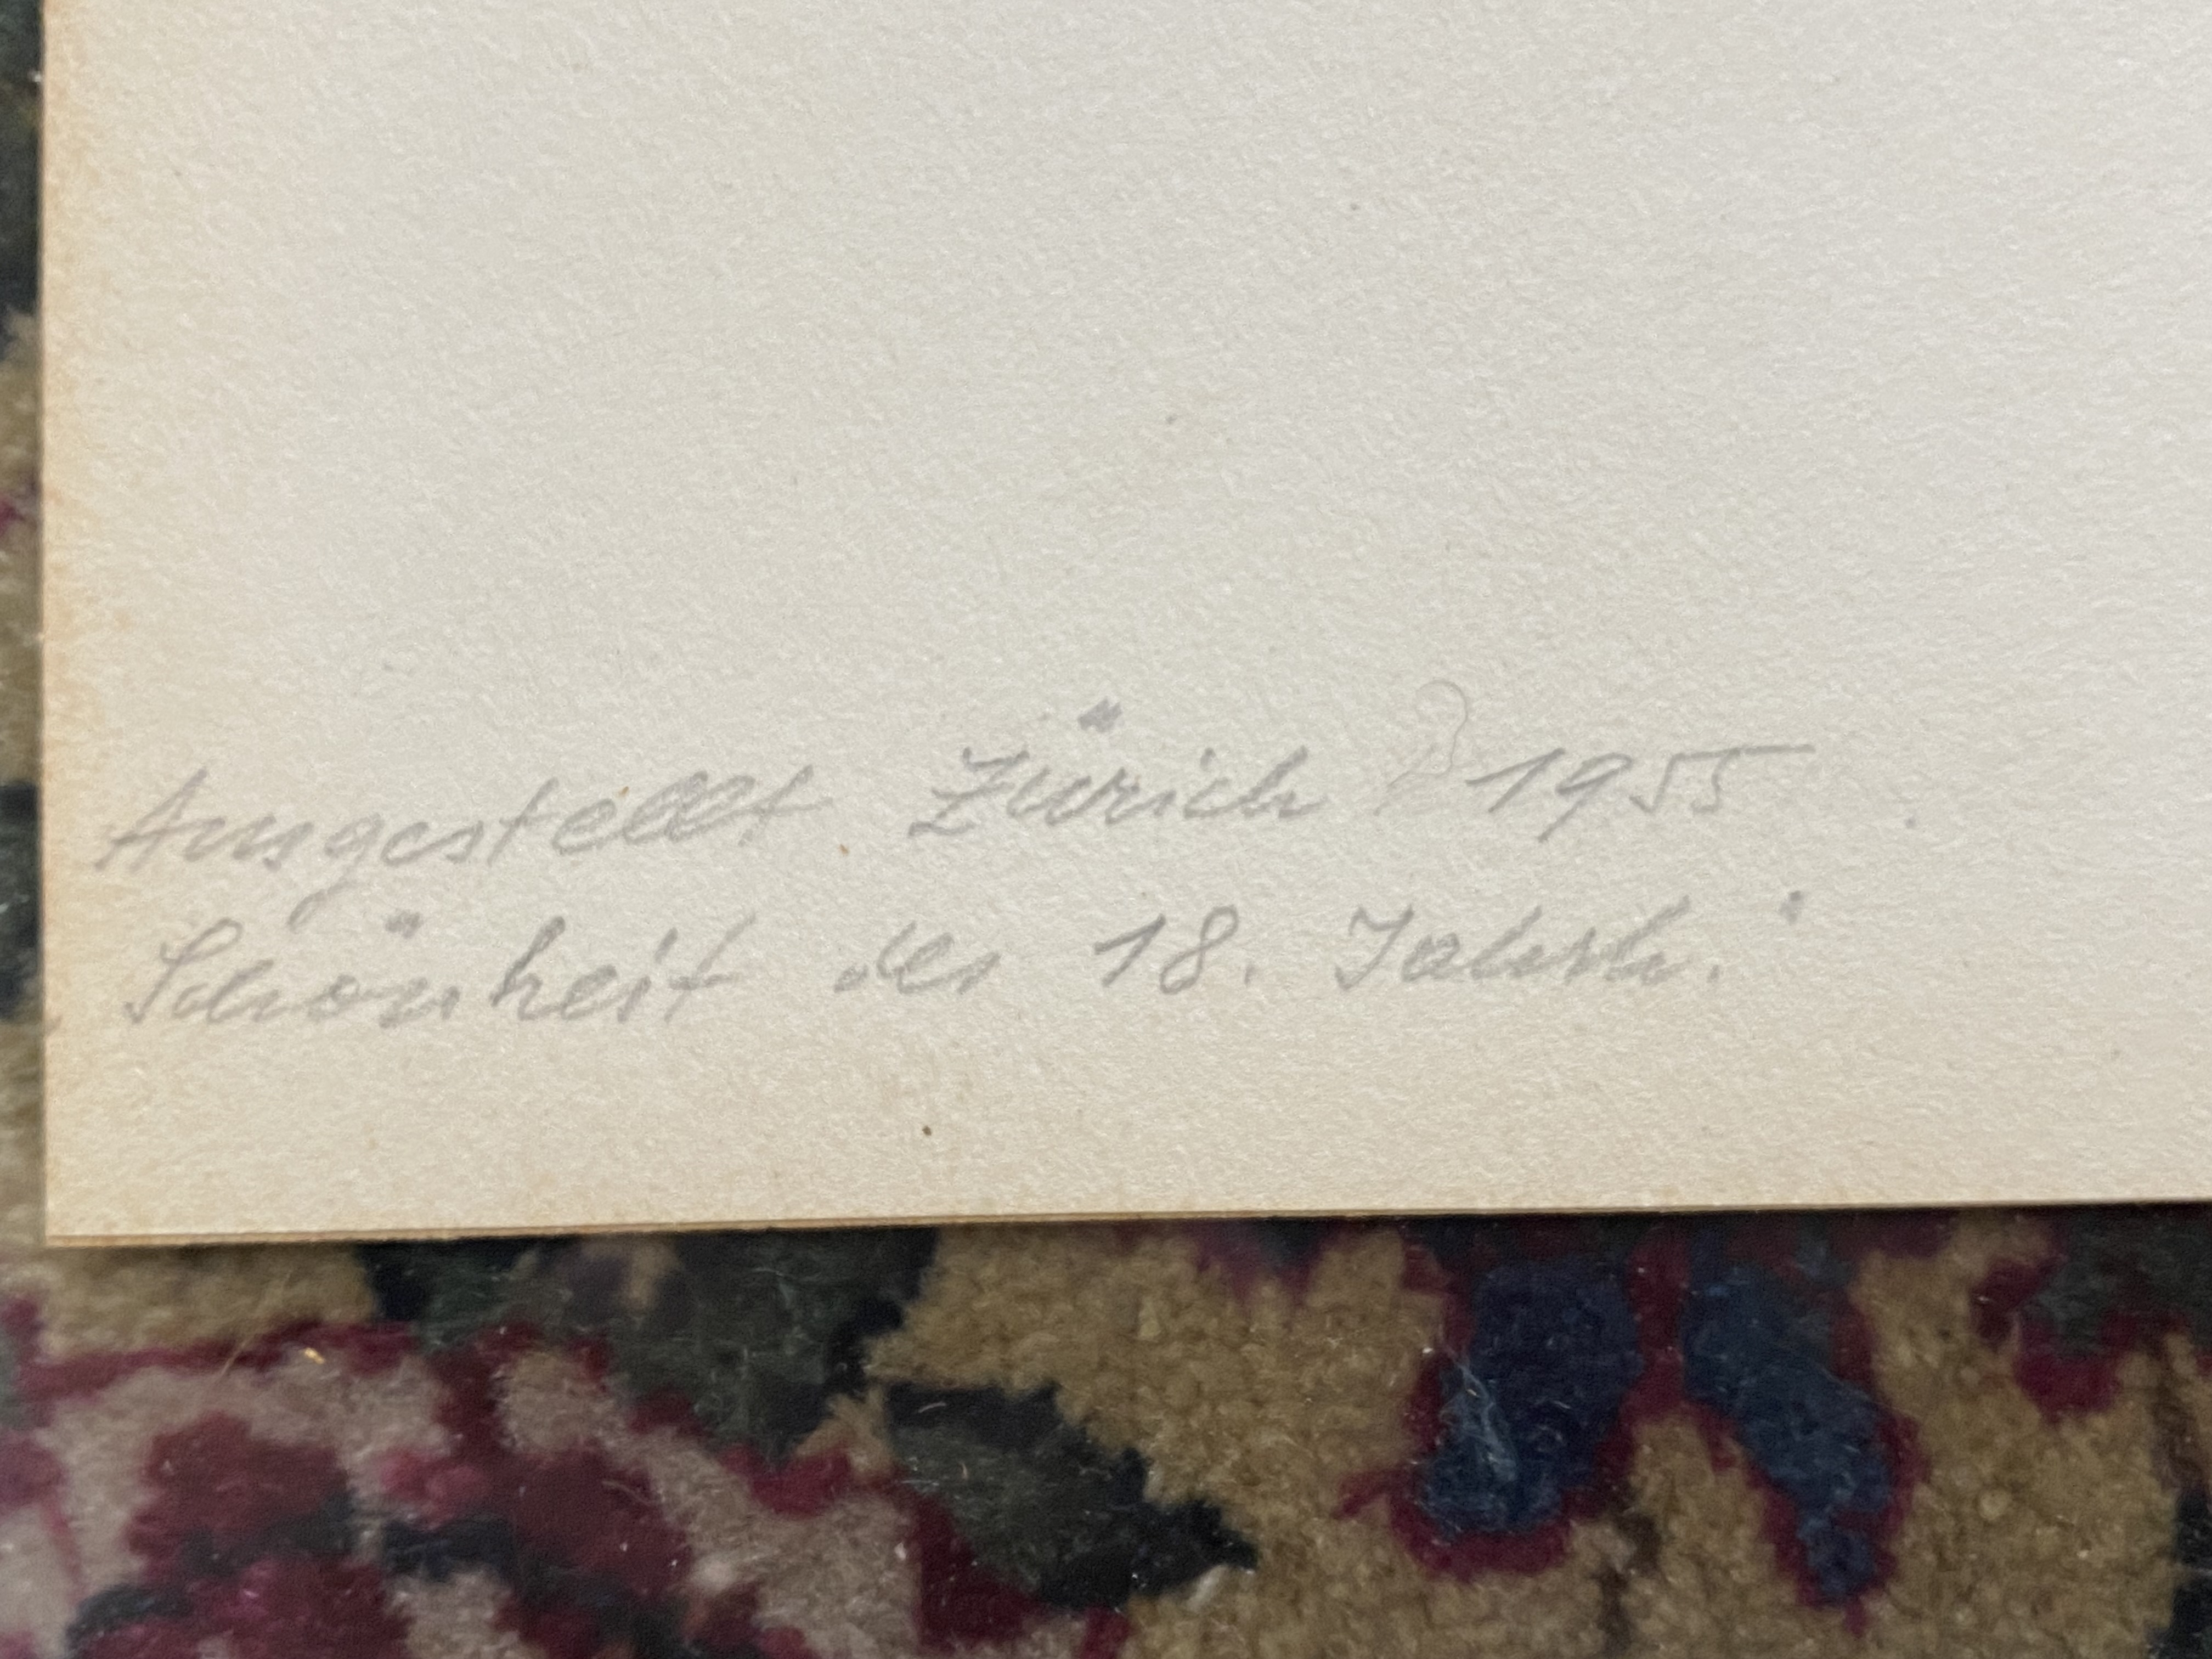 Ausgestellt Zürich 1955
„Schönheit des 18. Jahrh."